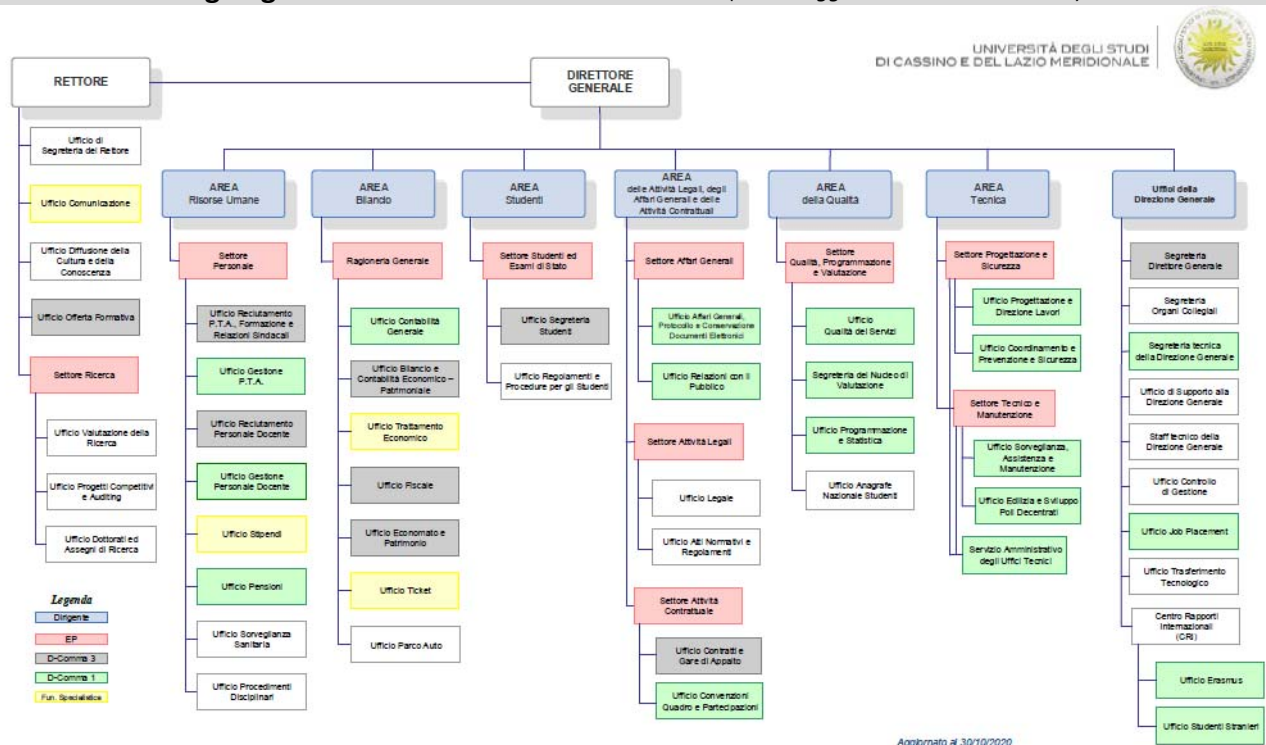 UNIVERSITÀ DEGLI STUDI
DI CASSINO E DEL LAZIO MERIDIONALE
RETTORE
DIRETTORE
GENERALE
Ufficio di
Segreteria del Rettore
Ufficio Comunicazione
Ufficio Diffusione della
Cultura e della
Conoscenza
Ufficio Offerta Formativa
Settore Ricerca
Ufficio Valutazione della
Ricerca
Ufficio Progetti Competitivi
e Auditing
Ufficio Dottorati ed
Assegni di Ricerca
AREA
Risorse Umane
Settore
Personale
Ufficio Reclutamento
P.T.A., Formazione e
Relazioni Sindacali
Ufficio Gestione
P.T.A.
Ufficio Reclutamento
Personale Docente
Ufficio Gestione
Personale Docente
Ufficio Stipendi
Ufficio Pensioni
Ufficio Sorveglianza
Sanitaria
Ufficio Procedimenti
Disciplinari
AREA
Bilancio
Ragioneria Generale
Ufficio Contabilità
Generale
Ufficio Bilancio e
Contabilità Economico –
Patrimoniale
Ufficio Trattamento
Economico
Ufficio Fiscale
Ufficio Economato e
Patrimonio
Ufficio Ticket
Ufficio Parco Auto
AREA
Studenti
Settore Studenti ed
Esami di Stato
Ufficio Segreteria
Studenti
Ufficio Regolamenti e
Procedure per gli Studenti
AREA
delle Attività Legali, degli
Affari Generali e delle
Attività Contrattuali
Settore Affari Generali
Ufficio Affari Generali,
Protocollo e Conservazione
Documenti Elettronici
Ufficio Relazioni con il
Pubblico
Settore Attività Legali
Ufficio Legale
Ufficio Atti Normativi e
Regolamenti
Settore Attività
Contrattuale
Ufficio Contratti e
Gare di Appalto
Ufficio Convenzioni
Quadro e Partecipazioni
AREA
della Qualità
Settore
Qualità, Programmazione
e Valutazione
Ufficio
Qualità dei Servizi
Segreteria del Nucleo di
Valutazione
Ufficio Programmazione
e Statistica
Ufficio Anagrafe
Nazionale Studenti
AREA
Tecnica
Settore Progettazione e
Sicurezza
Ufficio Progettazione e
Direzione Lavori
Ufficio Coordinamento e
Prevenzione e Sicurezza
Settore Tecnico e
Manutenzione
Ufficio Sorveglianza,
Assistenza e
Manutenzione
Ufficio Edilizia e Sviluppo
Poli Decentrati
Servizio Amministrativo
degli Uffici Tecnici
Uffici della
Direzione Generale
Segreteria
Direttore Generale
Segreteria
Organi Collegiali
Segreteria tecnica
della Direzione Generale
Ufficio di Supporto alla
Direzione Generale
Staff tecnico della
Direzione Generale
Ufficio Controllo
di Gestione
Ufficio Job Placement
Ufficio Trasferimento
Tecnologico
Centro Rapporti
Internazionali
(CRI)
Ufficio Erasmus
Ufficio Studenti Stranieri
Legenda
Dirigente
EP
D-Comma 3
D-Comma 1
Fun. Specialistica
Aggiornato al 30/10/2020